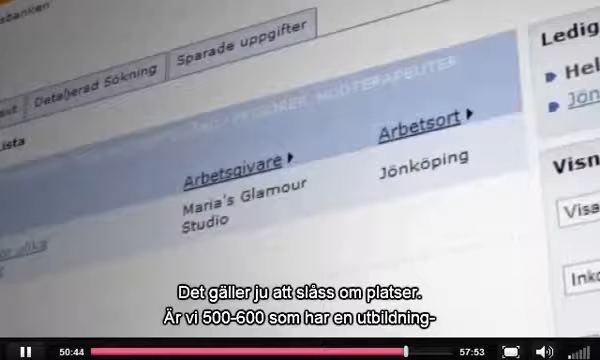 Detaljerad Sökning
Sparade uppgifter
Ledig
Hel
Jön
Arbetsgivare
Arbetsort
Maria's Glamour
Studio
Jönköping
Visn
Visa
Det gäller ju att slåss om platser.
Är vi 500-600 som har en utbildning-
50:44
57:53